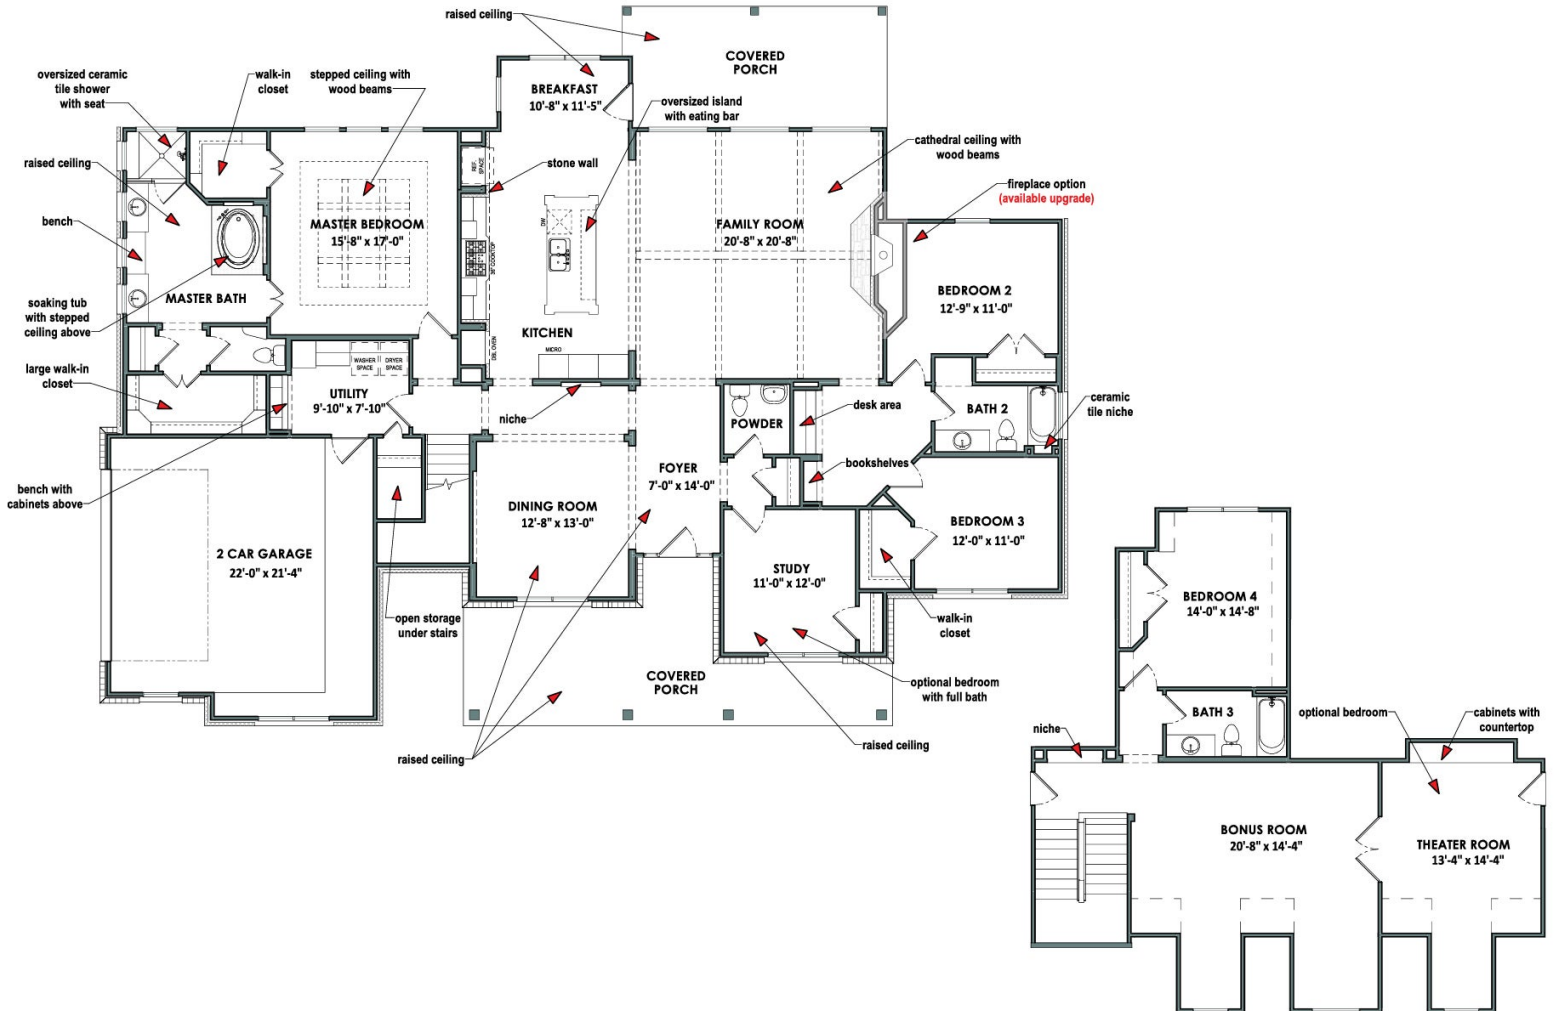 raised ceiling
COVERED
PORCH
oversized ceramic
tile shower
with seat
walk-in
closet
stepped ceiling with
wood beams
BREAKFAST
10'-8" x 11'-5"
oversized island
with eating bar
cathedral ceiling with
wood beams
raised ceiling
REF.
SPACE
stone wall
fireplace option
(available upgrade)
bench
MASTER BEDROOM
15'-8" x 17'-0"
DW
36" COOKTOP
FAMILY ROOM
20'-8" x 20'-8"
MASTER BATH
soaking tub
with stepped
ceiling above
BEDROOM 2
12'-9" x 11'-0"
KITCHEN
MICRO
DBL OVEN
large walk-in
closet
WASHER
SPACE
DRYER
SPACE
UTILITY
9'-10" x 7'-10"
niche
POWDER
desk area
BATH 2
ceramic
tile niche
bookshelves
bench with
cabinets above
FOYER
7'-0" x 14'-0"
DINING ROOM
12'-8" x 13'-0"
BEDROOM 3
12'-0" x 11'-0"
2 CAR GARAGE
22'-0" x 21'-4"
STUDY
11'-0" x 12'-0"
open storage
under stairs
walk-in
closet
COVERED
PORCH
optional bedroom
with full bath
raised ceiling
raised ceiling
BEDROOM 4
14'-0" x 14'-8"
BATH 3
niche
optional bedroom
cabinets with
countertop
BONUS ROOM
20'-8" x 14'-4"
THEATER ROOM
13'-4" x 14'-4"